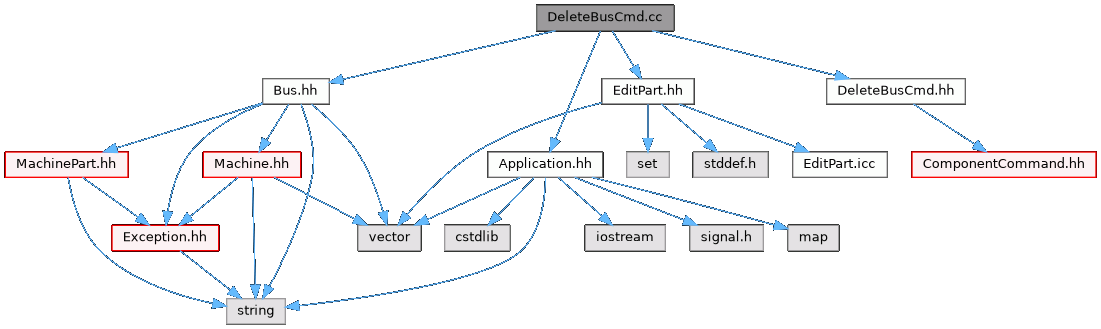 DeleteBusCmd.cc
Bus.hh
EditPart.hh
DeleteBusCmd.hh
MachinePart.hh
Machine.hh
Application.hh
set
stddef.h
EditPart.icc
ComponentCommand.hh
Exception.hh
vector
cstdlib
iostream
signal.h
map
string